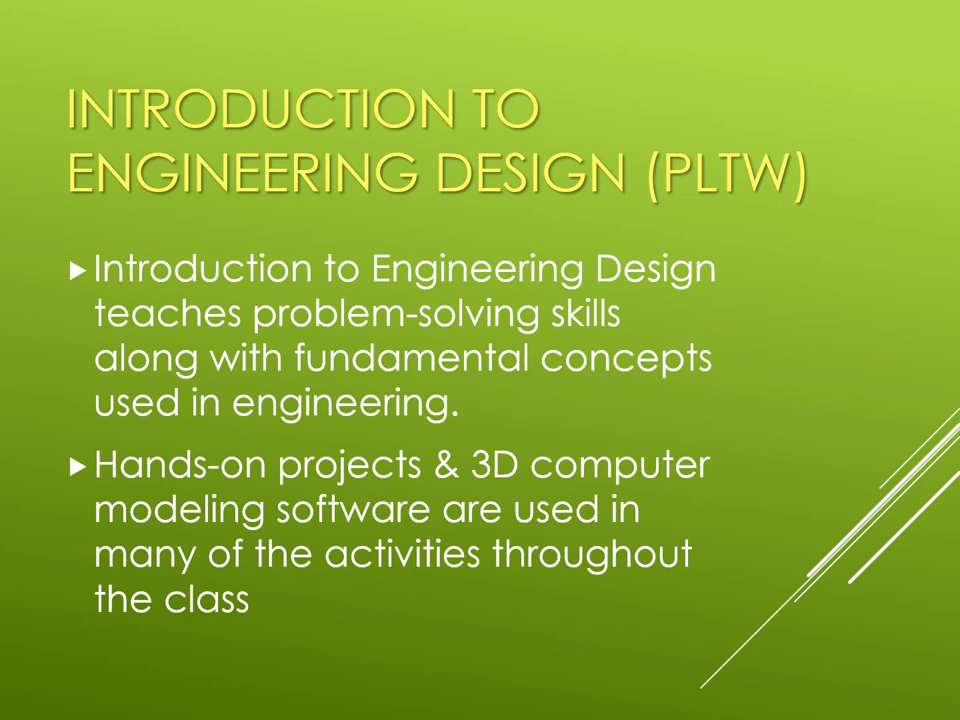 INTRODUCTION TO
ENGINEERING DESIGN (PLTW)
Introduction to Engineering Design
teaches problem-solving skills
along with fundamental concepts
used in engineering.
Hands-on projects & 3D computer
modeling software are used in
many of the activities throughout
the class